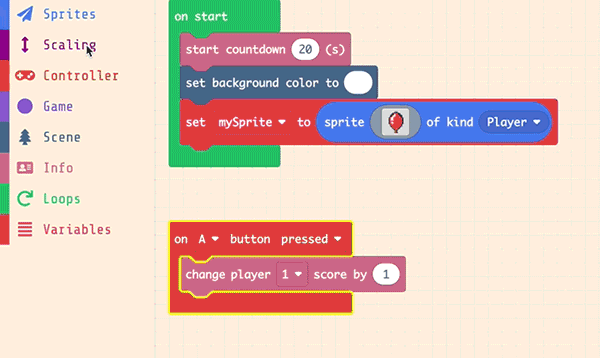 Sprites
Scaling
Controller
Game
Scene
Info
Loops
Variables
on start
start countdown 20 (s)
set background color to
set mySprite to sprite of kind Player
on A button pressed
change player 1 score by 1